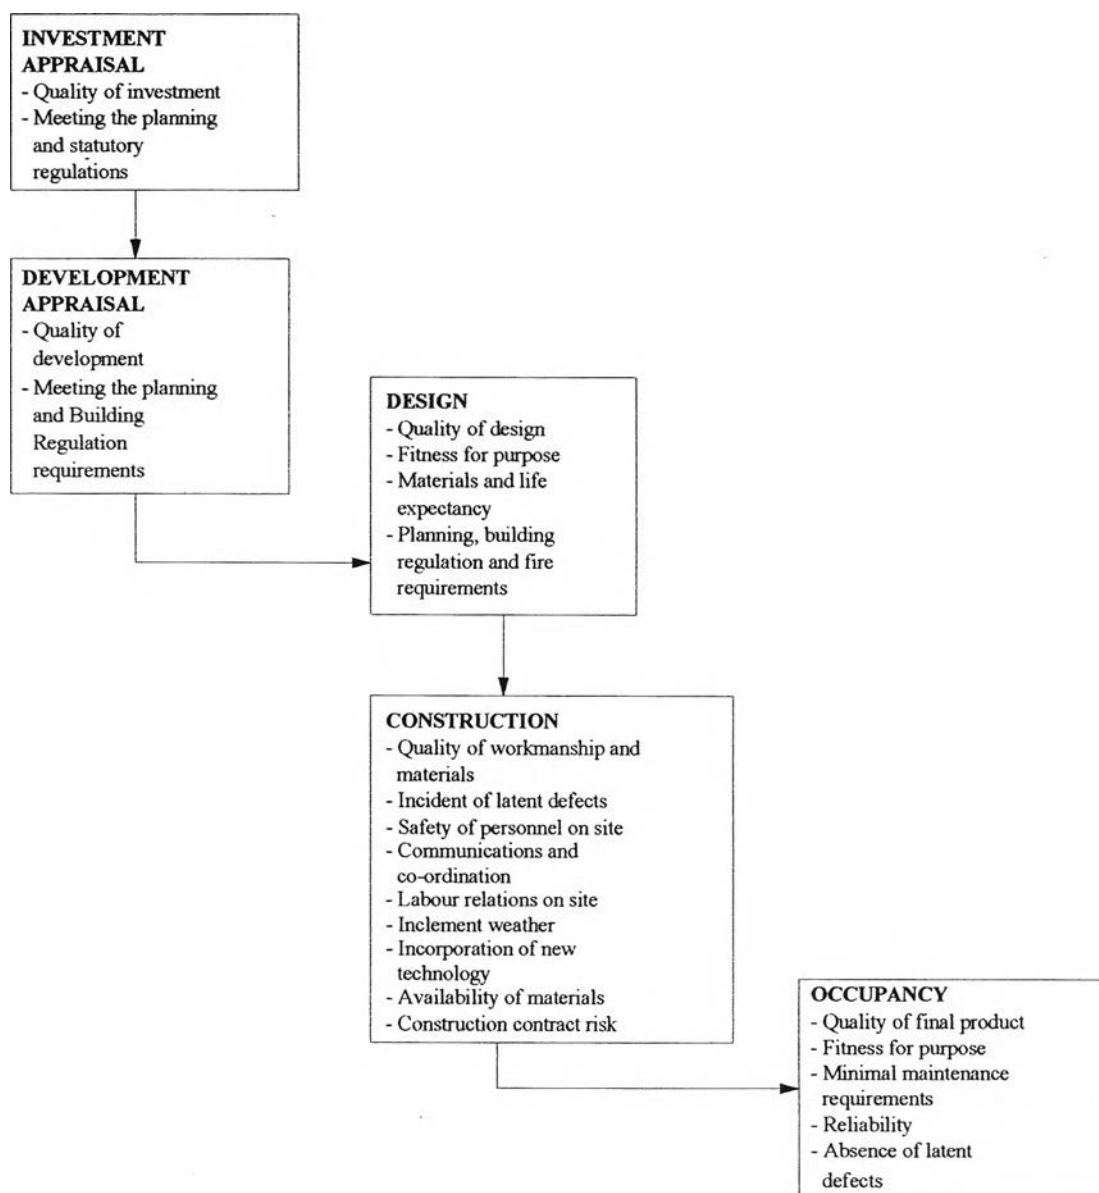 INVESTMENT
APPRAISAL
- Quality of investment
- Meeting the planning
and statutory
regulations
DEVELOPMENT
APPRAISAL
- Quality of
development
- Meeting the planning
and Building
Regulation
requirements
DESIGN
- Quality of design
- Fitness for purpose
- Materials and life
expectancy
- Planning, building
regulation and fire
requirements
CONSTRUCTION
- Quality of workmanship and
materials
- Incident of latent defects
- Safety of personnel on site
- Communications and
co-ordination
- Labour relations on site
- Inclement weather
- Incorporation of new
technology
- Availability of materials
- Construction contract risk
OCCUPANCY
- Quality of final product
- Fitness for purpose
- Minimal maintenance
requirements
- Reliability
- Absence of latent
defects